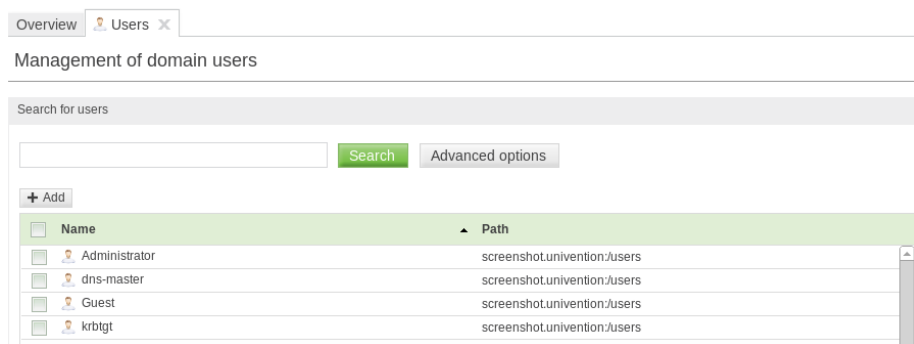 Overview Users
Management of domain users
Search for users
Search Advanced options
Add
Name Path
Administrator screenshot.univention:/users
dns-master screenshot.univention:/users
Guest screenshot.univention:/users
krbtgt screenshot.univention:/users